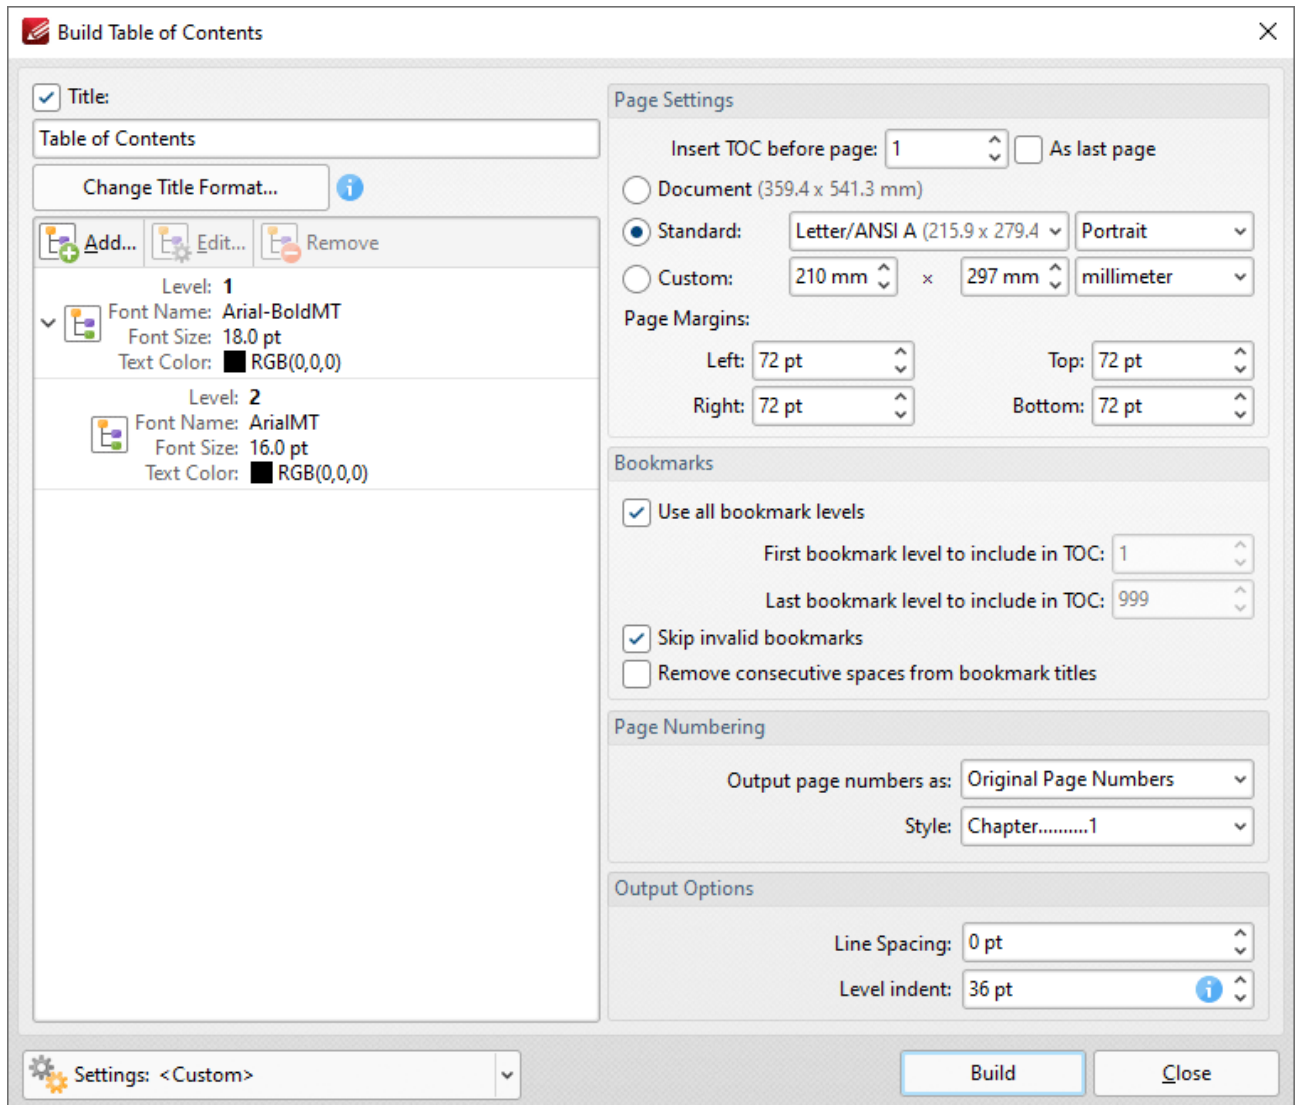 Build Table of Contents
Title:
Table of Contents
Change Title Format...
Add...
Edit...
Remove
Level: 1
Font Name: Arial-BoldMT
Font Size: 18.0 pt
Text Color: RGB(0,0,0)
Level: 2
Font Name: ArialMT
Font Size: 16.0 pt
Text Color: RGB(0,0,0)
Page Settings
Insert TOC before page: 1 As last page
Document (359.4 x 541.3 mm)
Standard: Letter/ANSI A (215.9 x 279.4 Portrait
Custom: 210 mm × 297 mm millimeter
Page Margins:
Left: 72 pt Top: 72 pt
Right: 72 pt Bottom: 72 pt
Bookmarks
Use all bookmark levels
First bookmark level to include in TOC: 1
Last bookmark level to include in TOC: 999
Skip invalid bookmarks
Remove consecutive spaces from bookmark titles
Page Numbering
Output page numbers as: Original Page Numbers
Style: Chapter..........1
Output Options
Line Spacing: 0 pt
Level indent: 36 pt
Settings: <Custom>
Build
Close